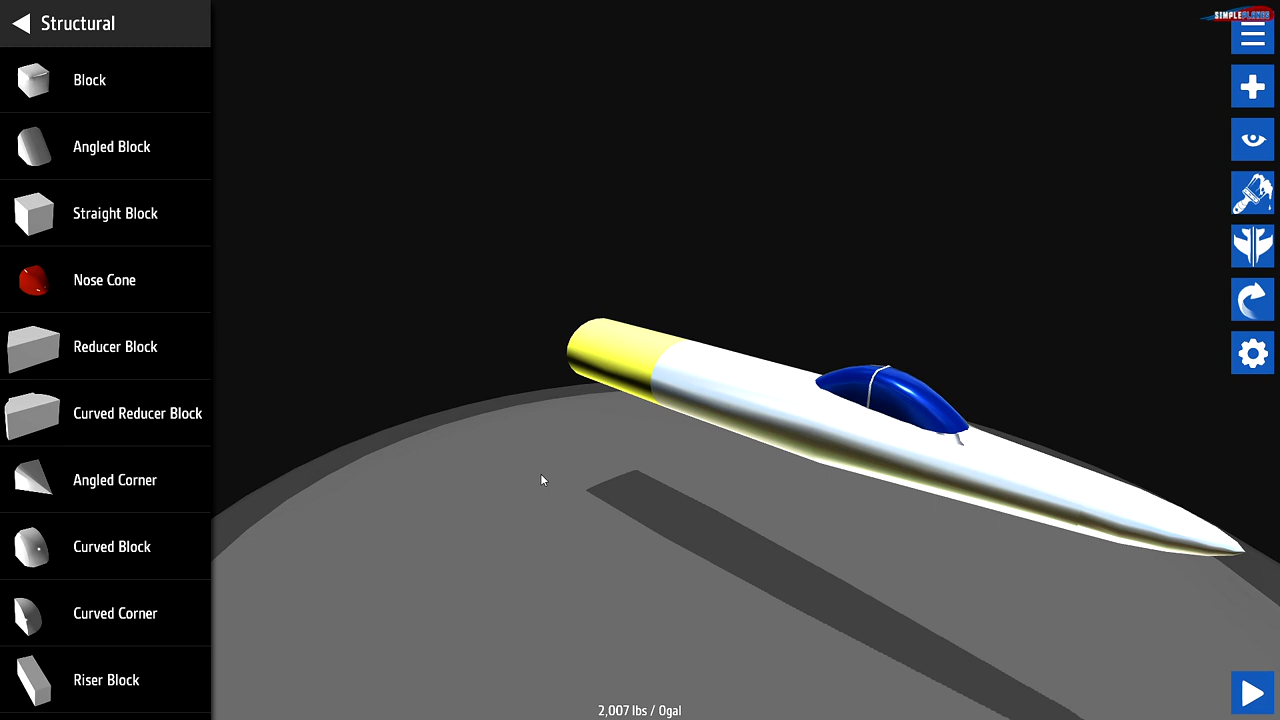 Structural
Block
Angled Block
Straight Block
Nose Cone
Reducer Block
Curved Reducer Block
Angled Corner
Curved Block
Curved Corner
Riser Block
SIMPLEPLANES
2,007 lbs / 0gal